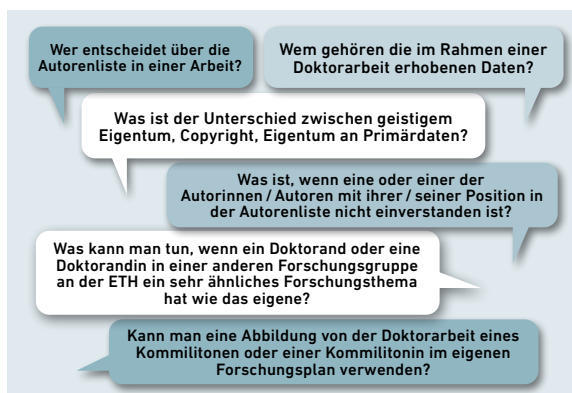 Wer entscheidet über die
Autorenliste in einer Arbeit?
Wem gehören die im Rahmen einer
Doktorarbeit erhobenen Daten?
Was ist der Unterschied zwischen geistigem
Eigentum, Copyright, Eigentum an Primärdaten?
Was ist, wenn eine oder einer der
Autorinnen / Autoren mit ihrer / seiner Position in
der Autorenliste nicht einverstanden ist?
Was kann man tun, wenn ein Doktorand oder eine
Doktorandin in einer anderen Forschungsgruppe
an der ETH ein sehr ähnliches Forschungsthema
hat wie das eigene?
Kann man eine Abbildung von der Doktorarbeit eines
Kommilitonen oder einer Kommilitonin im eigenen
Forschungsplan verwenden?